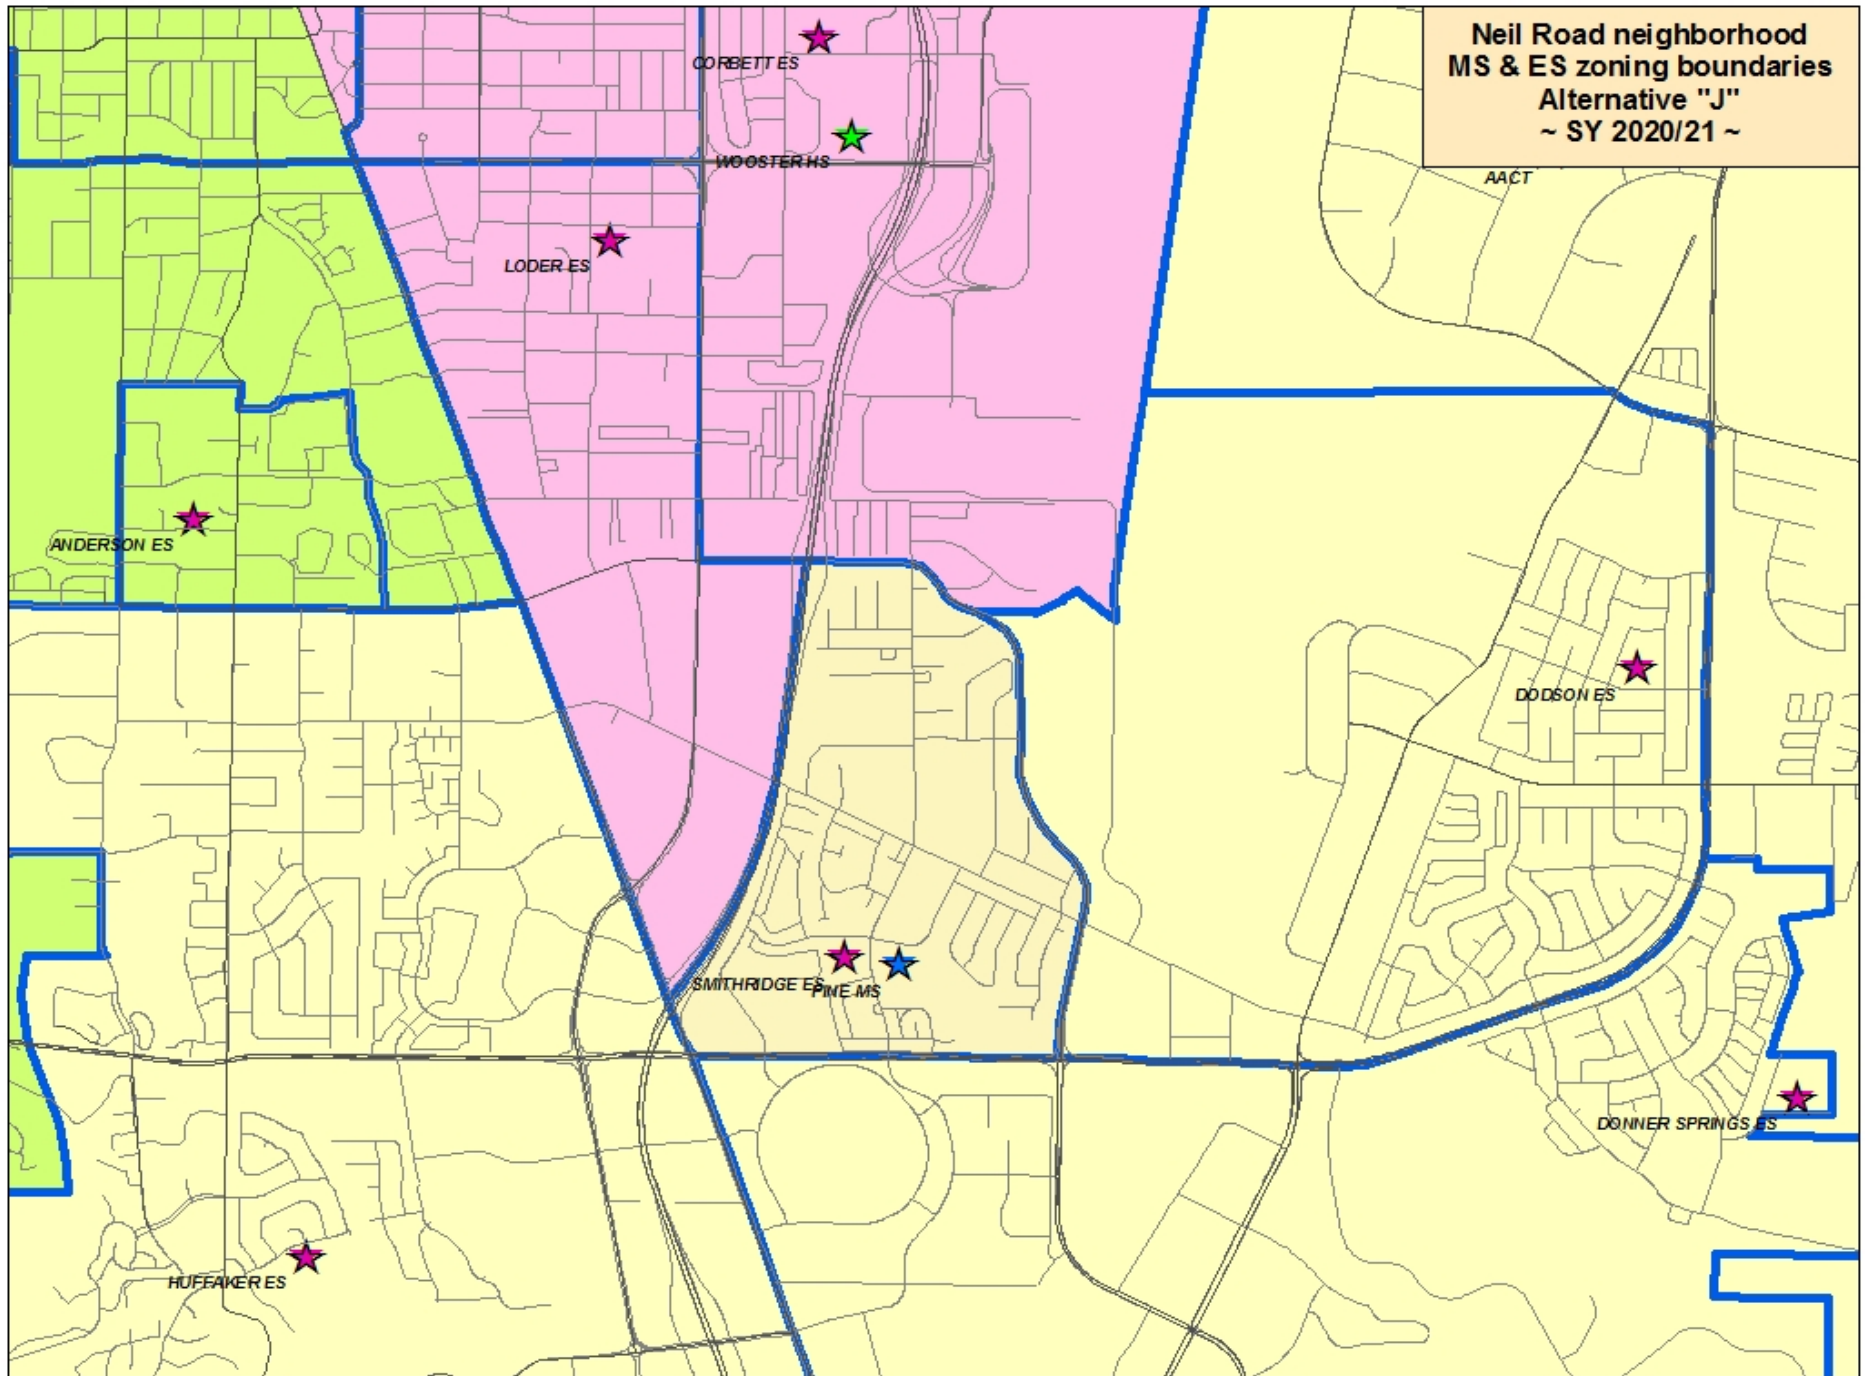 Neil Road neighborhood
MS & ES zoning boundaries
Alternative "J"
~ SY 2020/21 ~
CORBETT ES
WOOSTER HS
AACT
LODER ES
ANDERSON ES
DODSON ES
SMITHRIDGE ES
PINE MS
DONNER SPRINGS ES
HUFFAKER ES